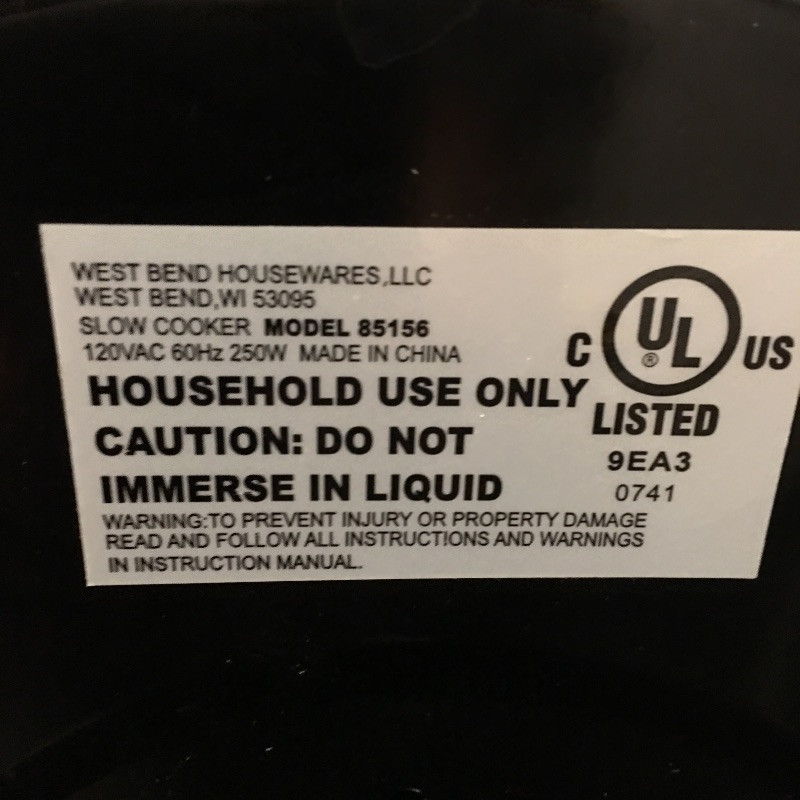 WEST BEND HOUSEWARES,LLC
WEST BEND,WI 53095
SLOW COOKER MODEL 85156
120VAC 60Hz 250W MADE IN CHINA
HOUSEHOLD USE ONLY
CAUTION: DO NOT
IMMERSE IN LIQUID
WARNING:TO PREVENT INJURY OR PROPERTY DAMAGE
READ AND FOLLOW ALL INSTRUCTIONS AND WARNINGS
IN INSTRUCTION MANUAL.
C UL® US
LISTED
9EA3
0741